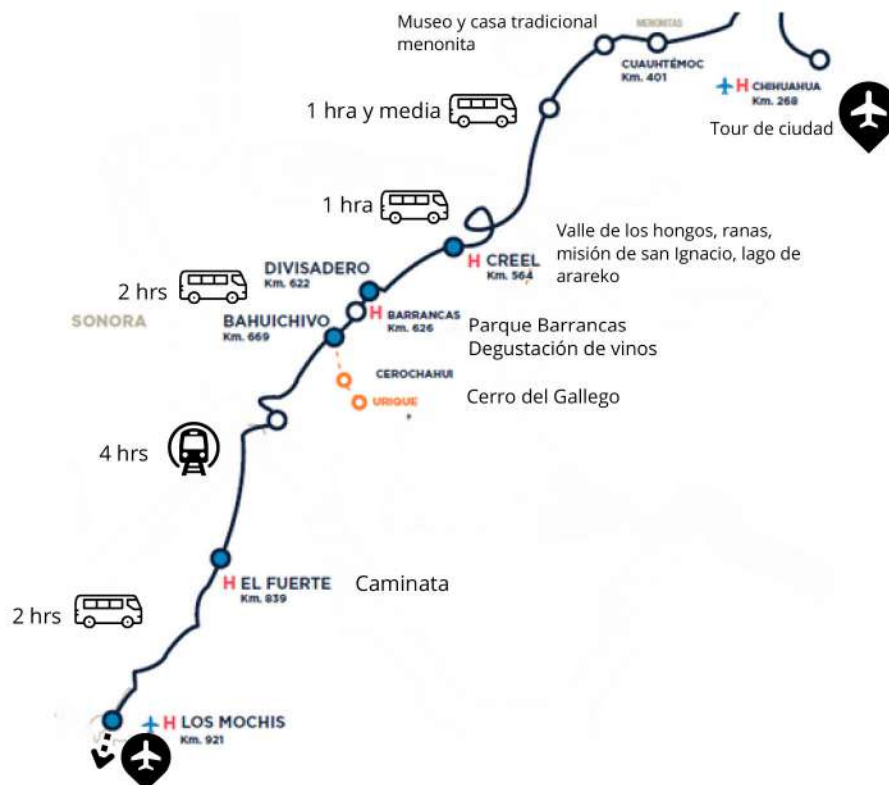 Museo y casa tradicional
menonita
MENONITAS
CUAUHTÉMOC
Km. 401
H CHIHUAHUA
Km. 268
1 hra y media
Tour de ciudad
1 hra
Valle de los hongos, ranas,
misión de san Ignacio, lago de
arareko
H CREEL
Km. 564
DIVISADERO
Km. 622
2 hrs
SONORA
H BARRANCAS
Km. 626
BAHUICHIVO
Km. 669
Parque Barrancas
Degustación de vinos
CEROCHAHUI
URIQUE
Cerro del Gallego
4 hrs
H EL FUERTE
Km. 839
Caminata
2 hrs
H LOS MOCHIS
Km. 921